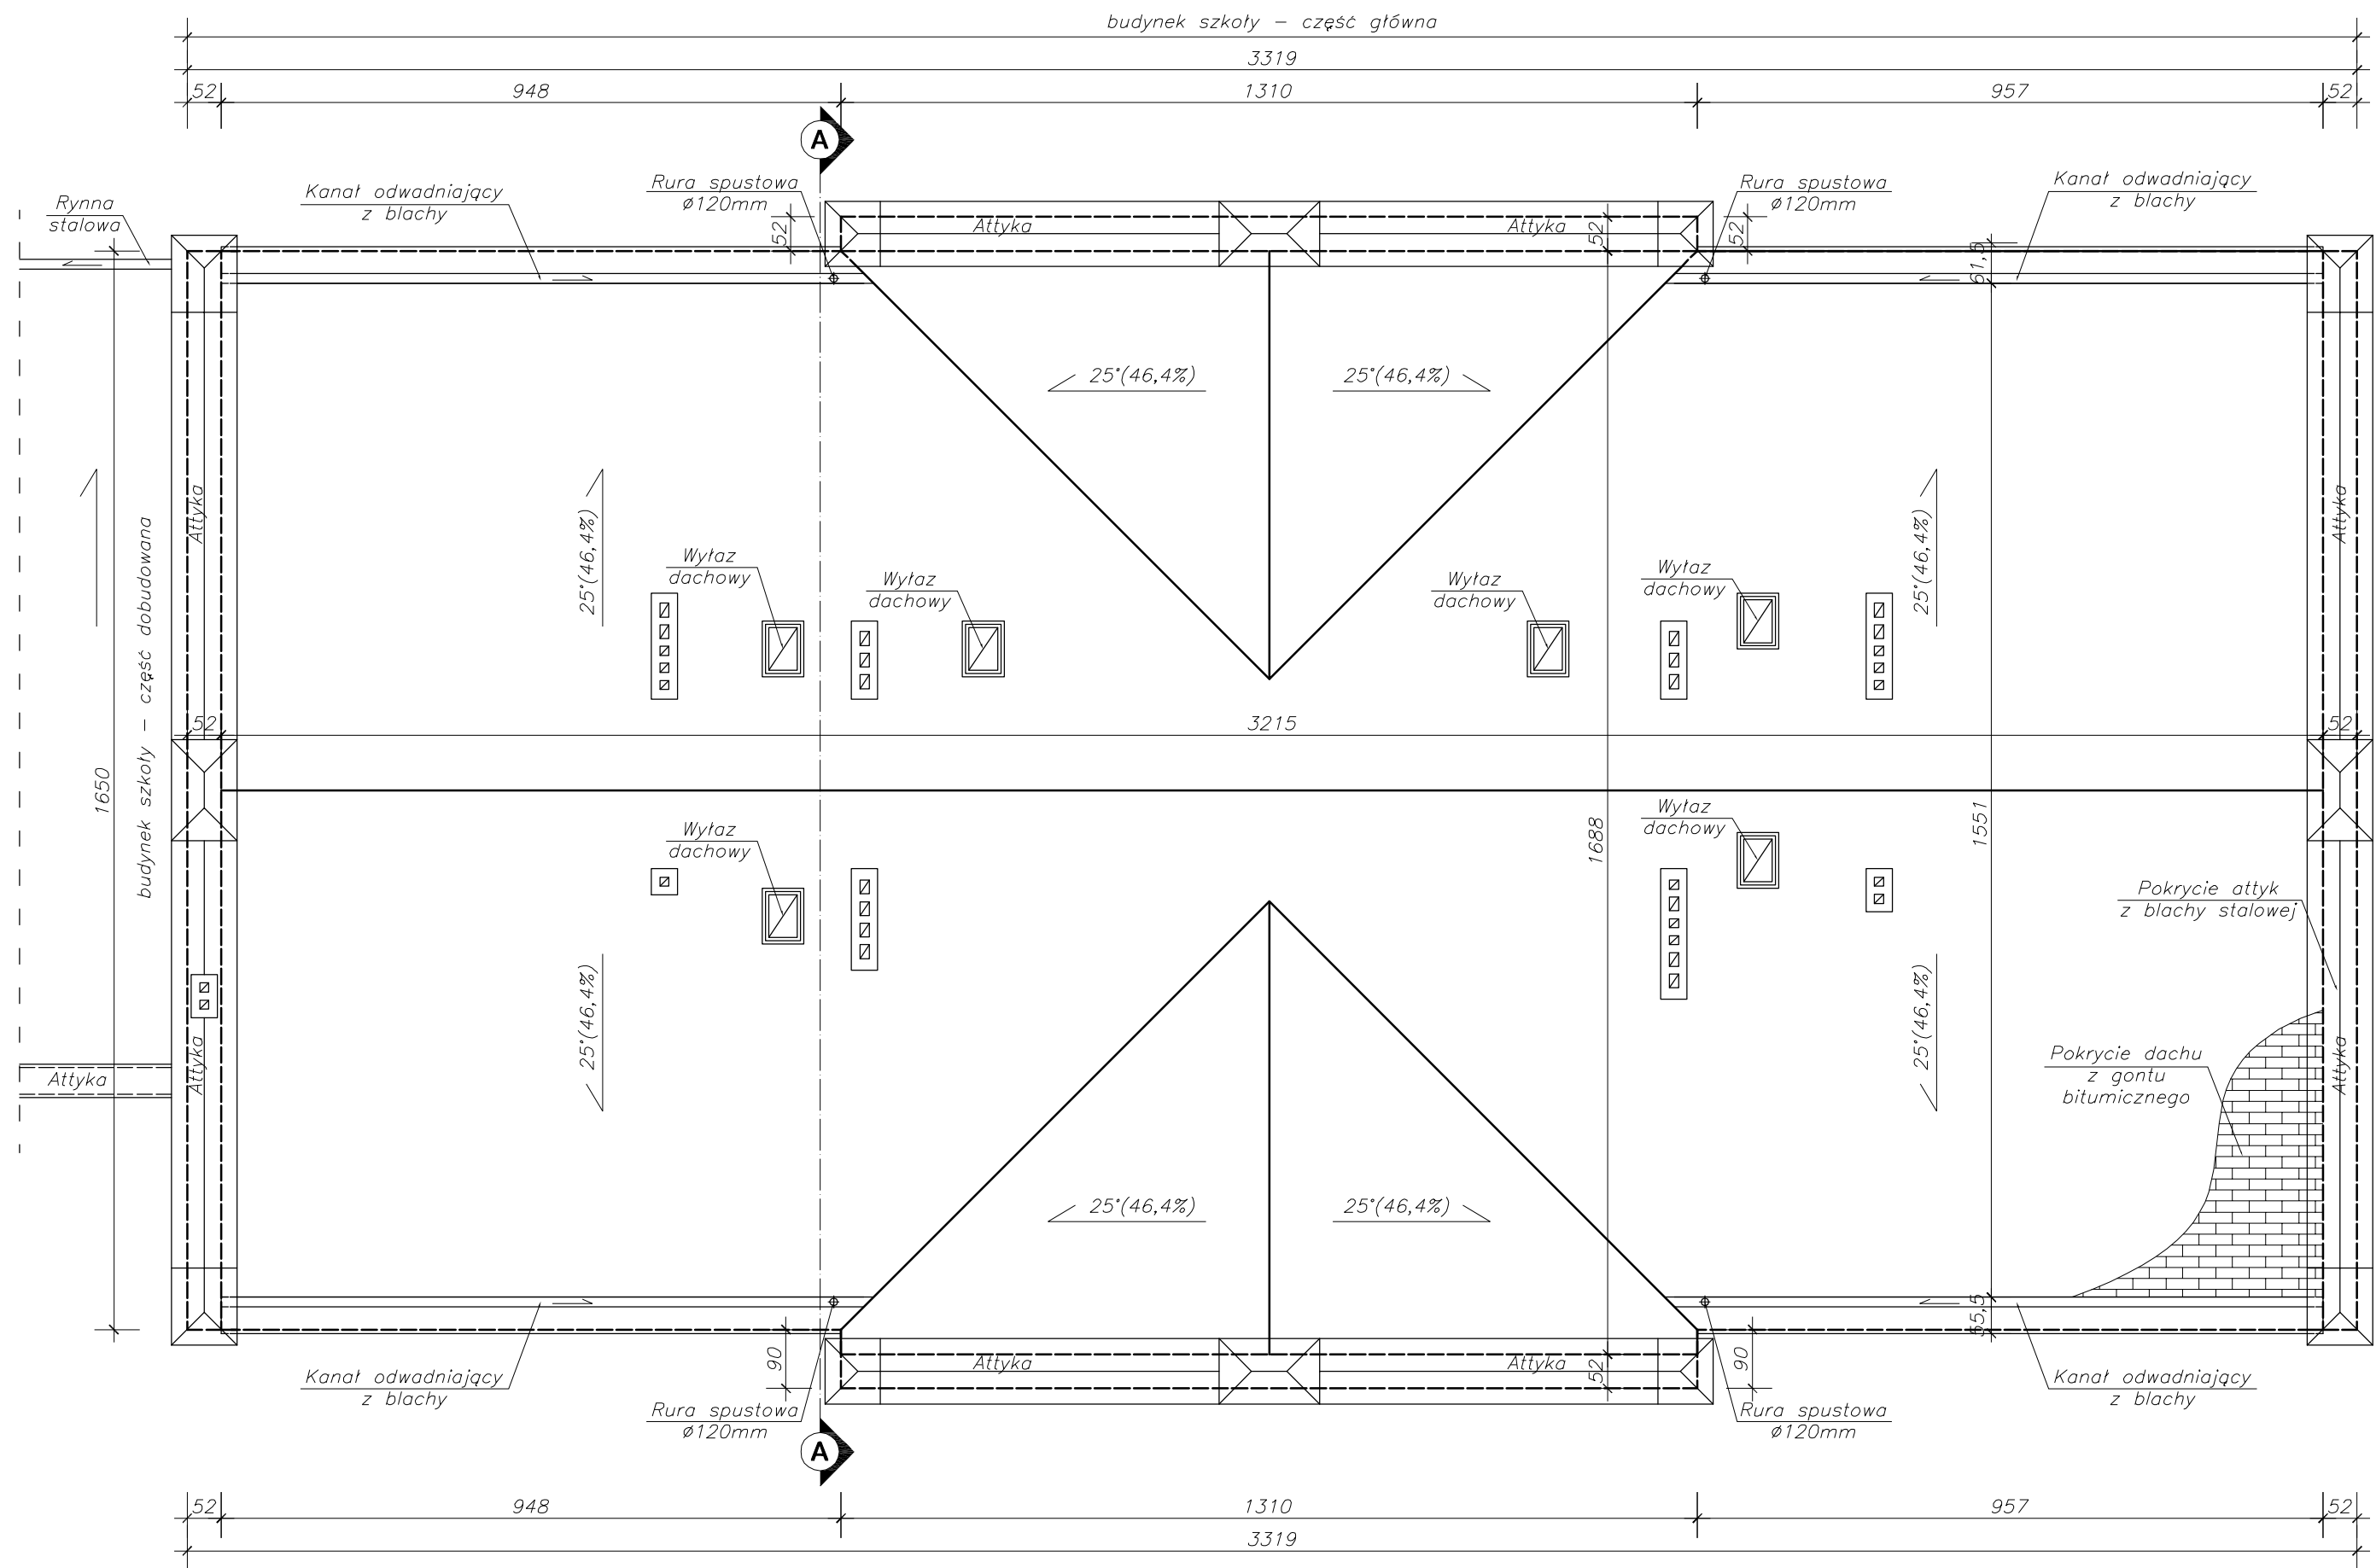 budynek szkoły – część główna
3319
52
948
1310
957
52
A
Rynna
stalowa
Kanał odwadniający
z blachy
Rura spustowa
ø120mm
Rura spustowa
ø120mm
Kanał odwadniający
z blachy
52
Attyka
Attyka
52
52
61,5
25°(46,4%)
25°(46,4%)
Attyka
25°(46,4%)
25°(46,4%)
Attyka
Wyłaz
dachowy
Wyłaz
dachowy
Wyłaz
dachowy
Wyłaz
dachowy
budynek szkoły – część dobudowana
52
3215
52
1650
1688
1551
Wyłaz
dachowy
Wyłaz
dachowy
Pokrycie attyk
z blachy stalowej
25°(46,4%)
25°(46,4%)
Attyka
Attyka
Attyka
Pokrycie dachu
z gontu
bitumicznego
25°(46,4%)
25°(46,4%)
55,5
90
Attyka
Attyka
52
90
Kanał odwadniający
z blachy
Rura spustowa
ø120mm
Rura spustowa
ø120mm
Kanał odwadniający
z blachy
A
52
948
1310
957
52
3319